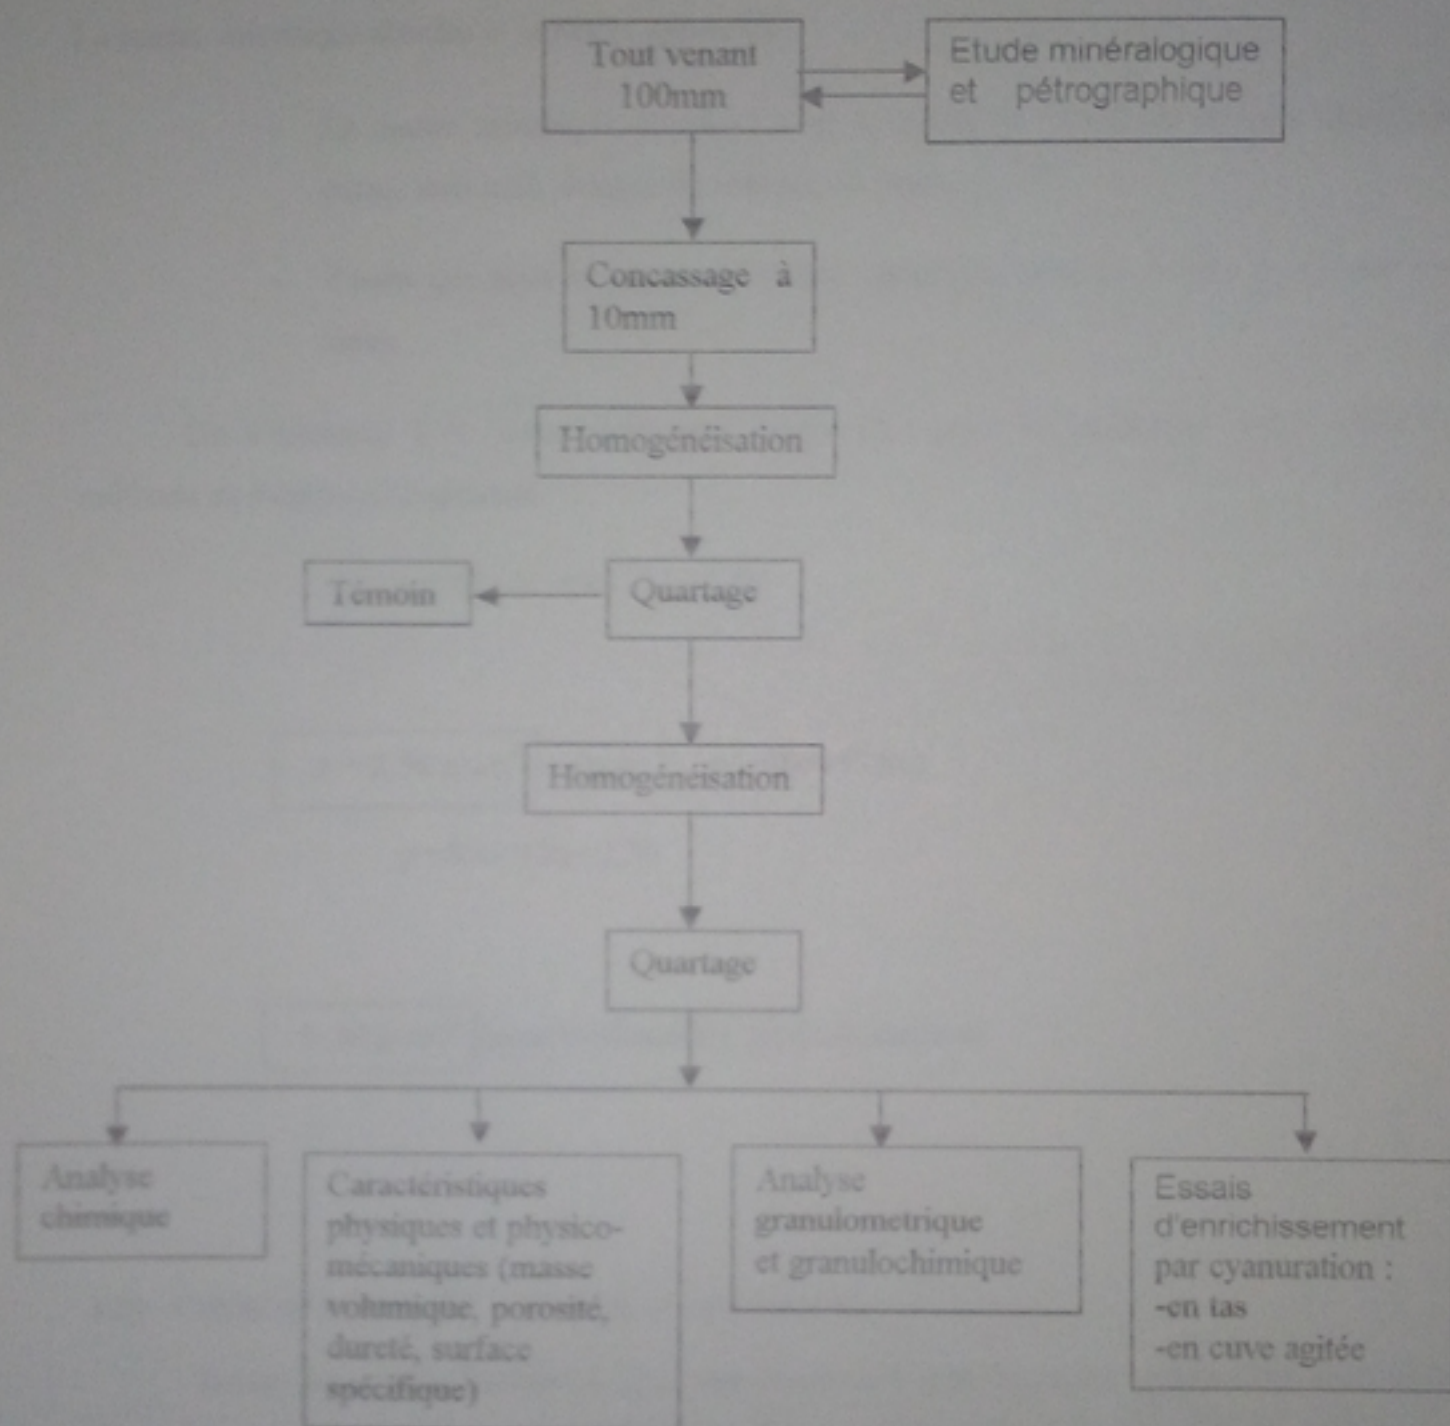 Tout venant
100mm
Etude minéralogique
et pétrographique
Concassage à
10mm
Homogénéisation
Témoin
Quartage
Homogénéisation
Quartage
Analyse
chimique
Caractéristiques
physiques et physico-
mécaniques (masse
volumique, porosité,
dureté, surface
spécifique)
Analyse
granulometrique
et granulochimique
Essais
d'enrichissement
par cyanuration :
-en tas
-en cuve agitée